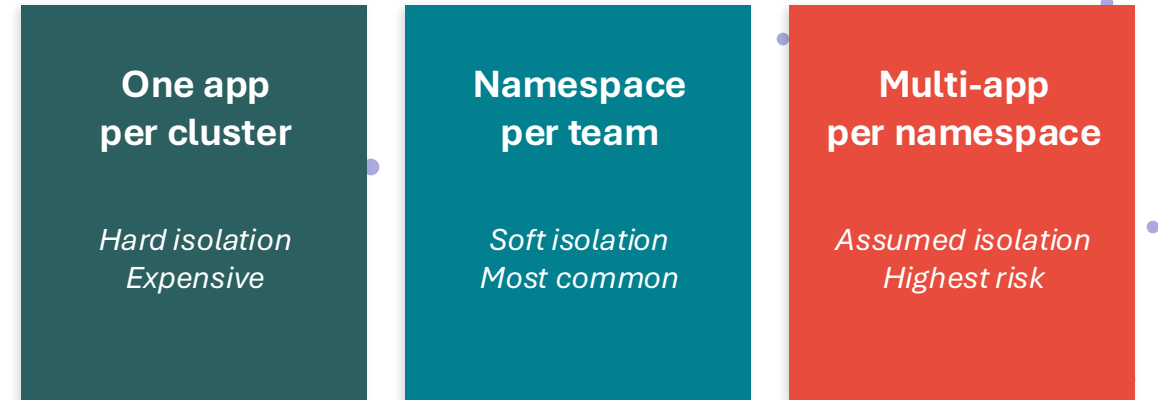 One app
per cluster
Hard isolation
Expensive
Namespace
per team
Soft isolation
Most common
Multi-app
per namespace
Assumed isolation
Highest risk